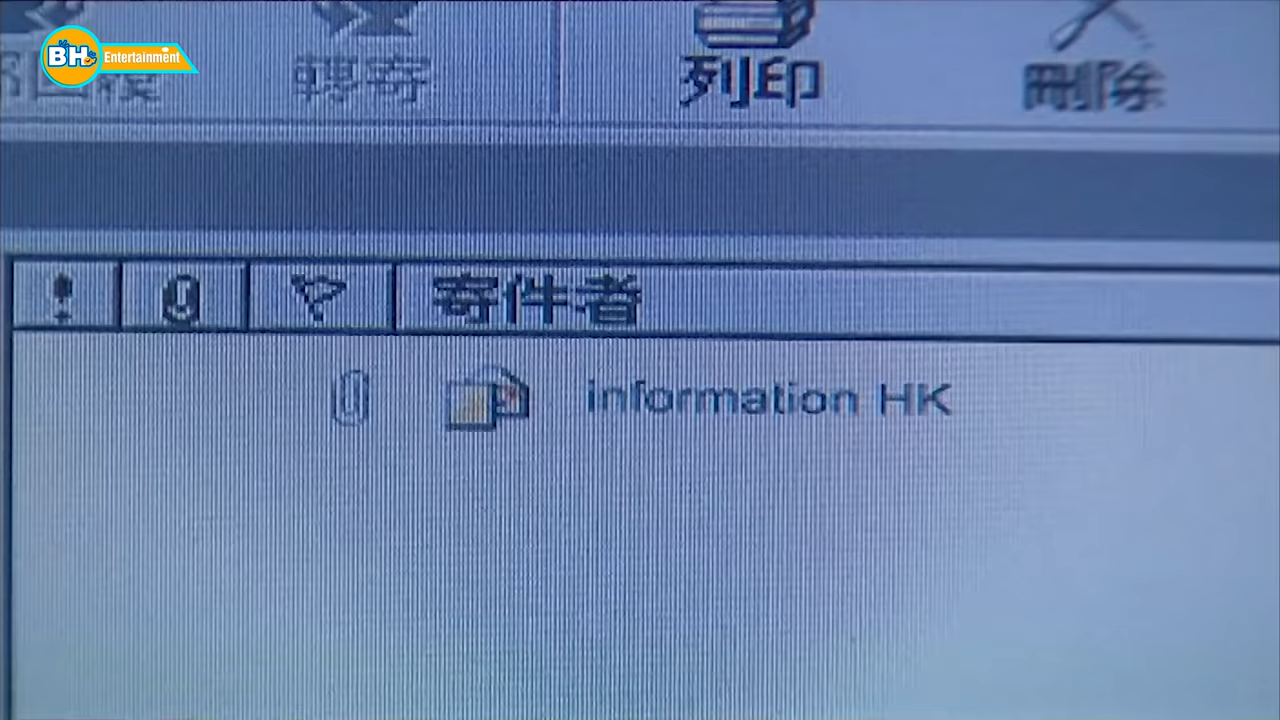 BH
Entertainment
轉寄
列印
刪除
寄件者
information HK